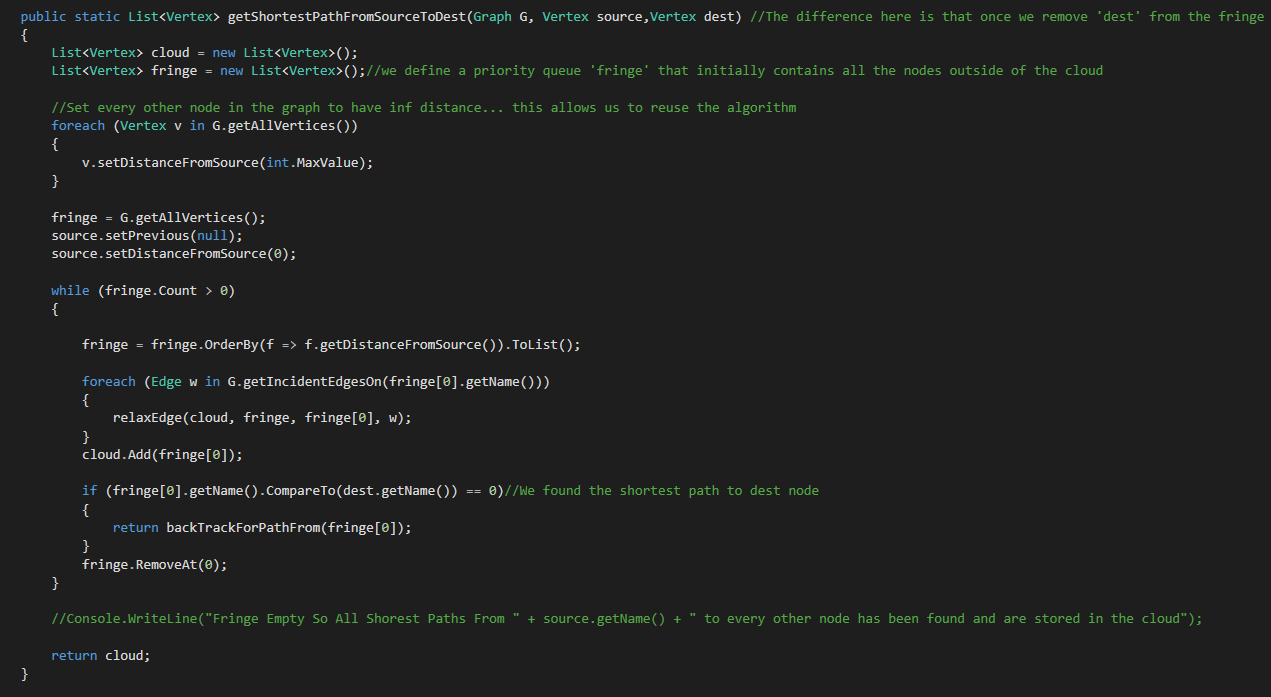 public static List<Vertex> getShortestPathFromSourceToDest(Graph G, Vertex source,Vertex dest) //The difference here is that once we remove 'dest' from the fringe
{
    List<Vertex> cloud = new List<Vertex>();
    List<Vertex> fringe = new List<Vertex>();//we define a priority queue 'fringe' that initially contains all the nodes outside of the cloud

    //Set every other node in the graph to have inf distance... this allows us to reuse the algorithm
    foreach (Vertex v in G.getAllVertices())
    {
        v.setDistanceFromSource(int.MaxValue);
    }

    fringe = G.getAllVertices();
    source.setPrevious(null);
    source.setDistanceFromSource(0);

    while (fringe.Count > 0)
    {

        fringe = fringe.OrderBy(f => f.getDistanceFromSource()).ToList();

        foreach (Edge w in G.getIncidentEdgesOn(fringe[0].getName()))
        {
            relaxEdge(cloud, fringe, fringe[0], w);
        }
        cloud.Add(fringe[0]);

        if (fringe[0].getName().CompareTo(dest.getName()) == 0)//We found the shortest path to dest node
        {
            return backTrackForPathFrom(fringe[0]);
        }
        fringe.RemoveAt(0);
    }

    //Console.WriteLine("Fringe Empty So All Shorest Paths From " + source.getName() + " to every other node has been found and are stored in the cloud");

    return cloud;
}